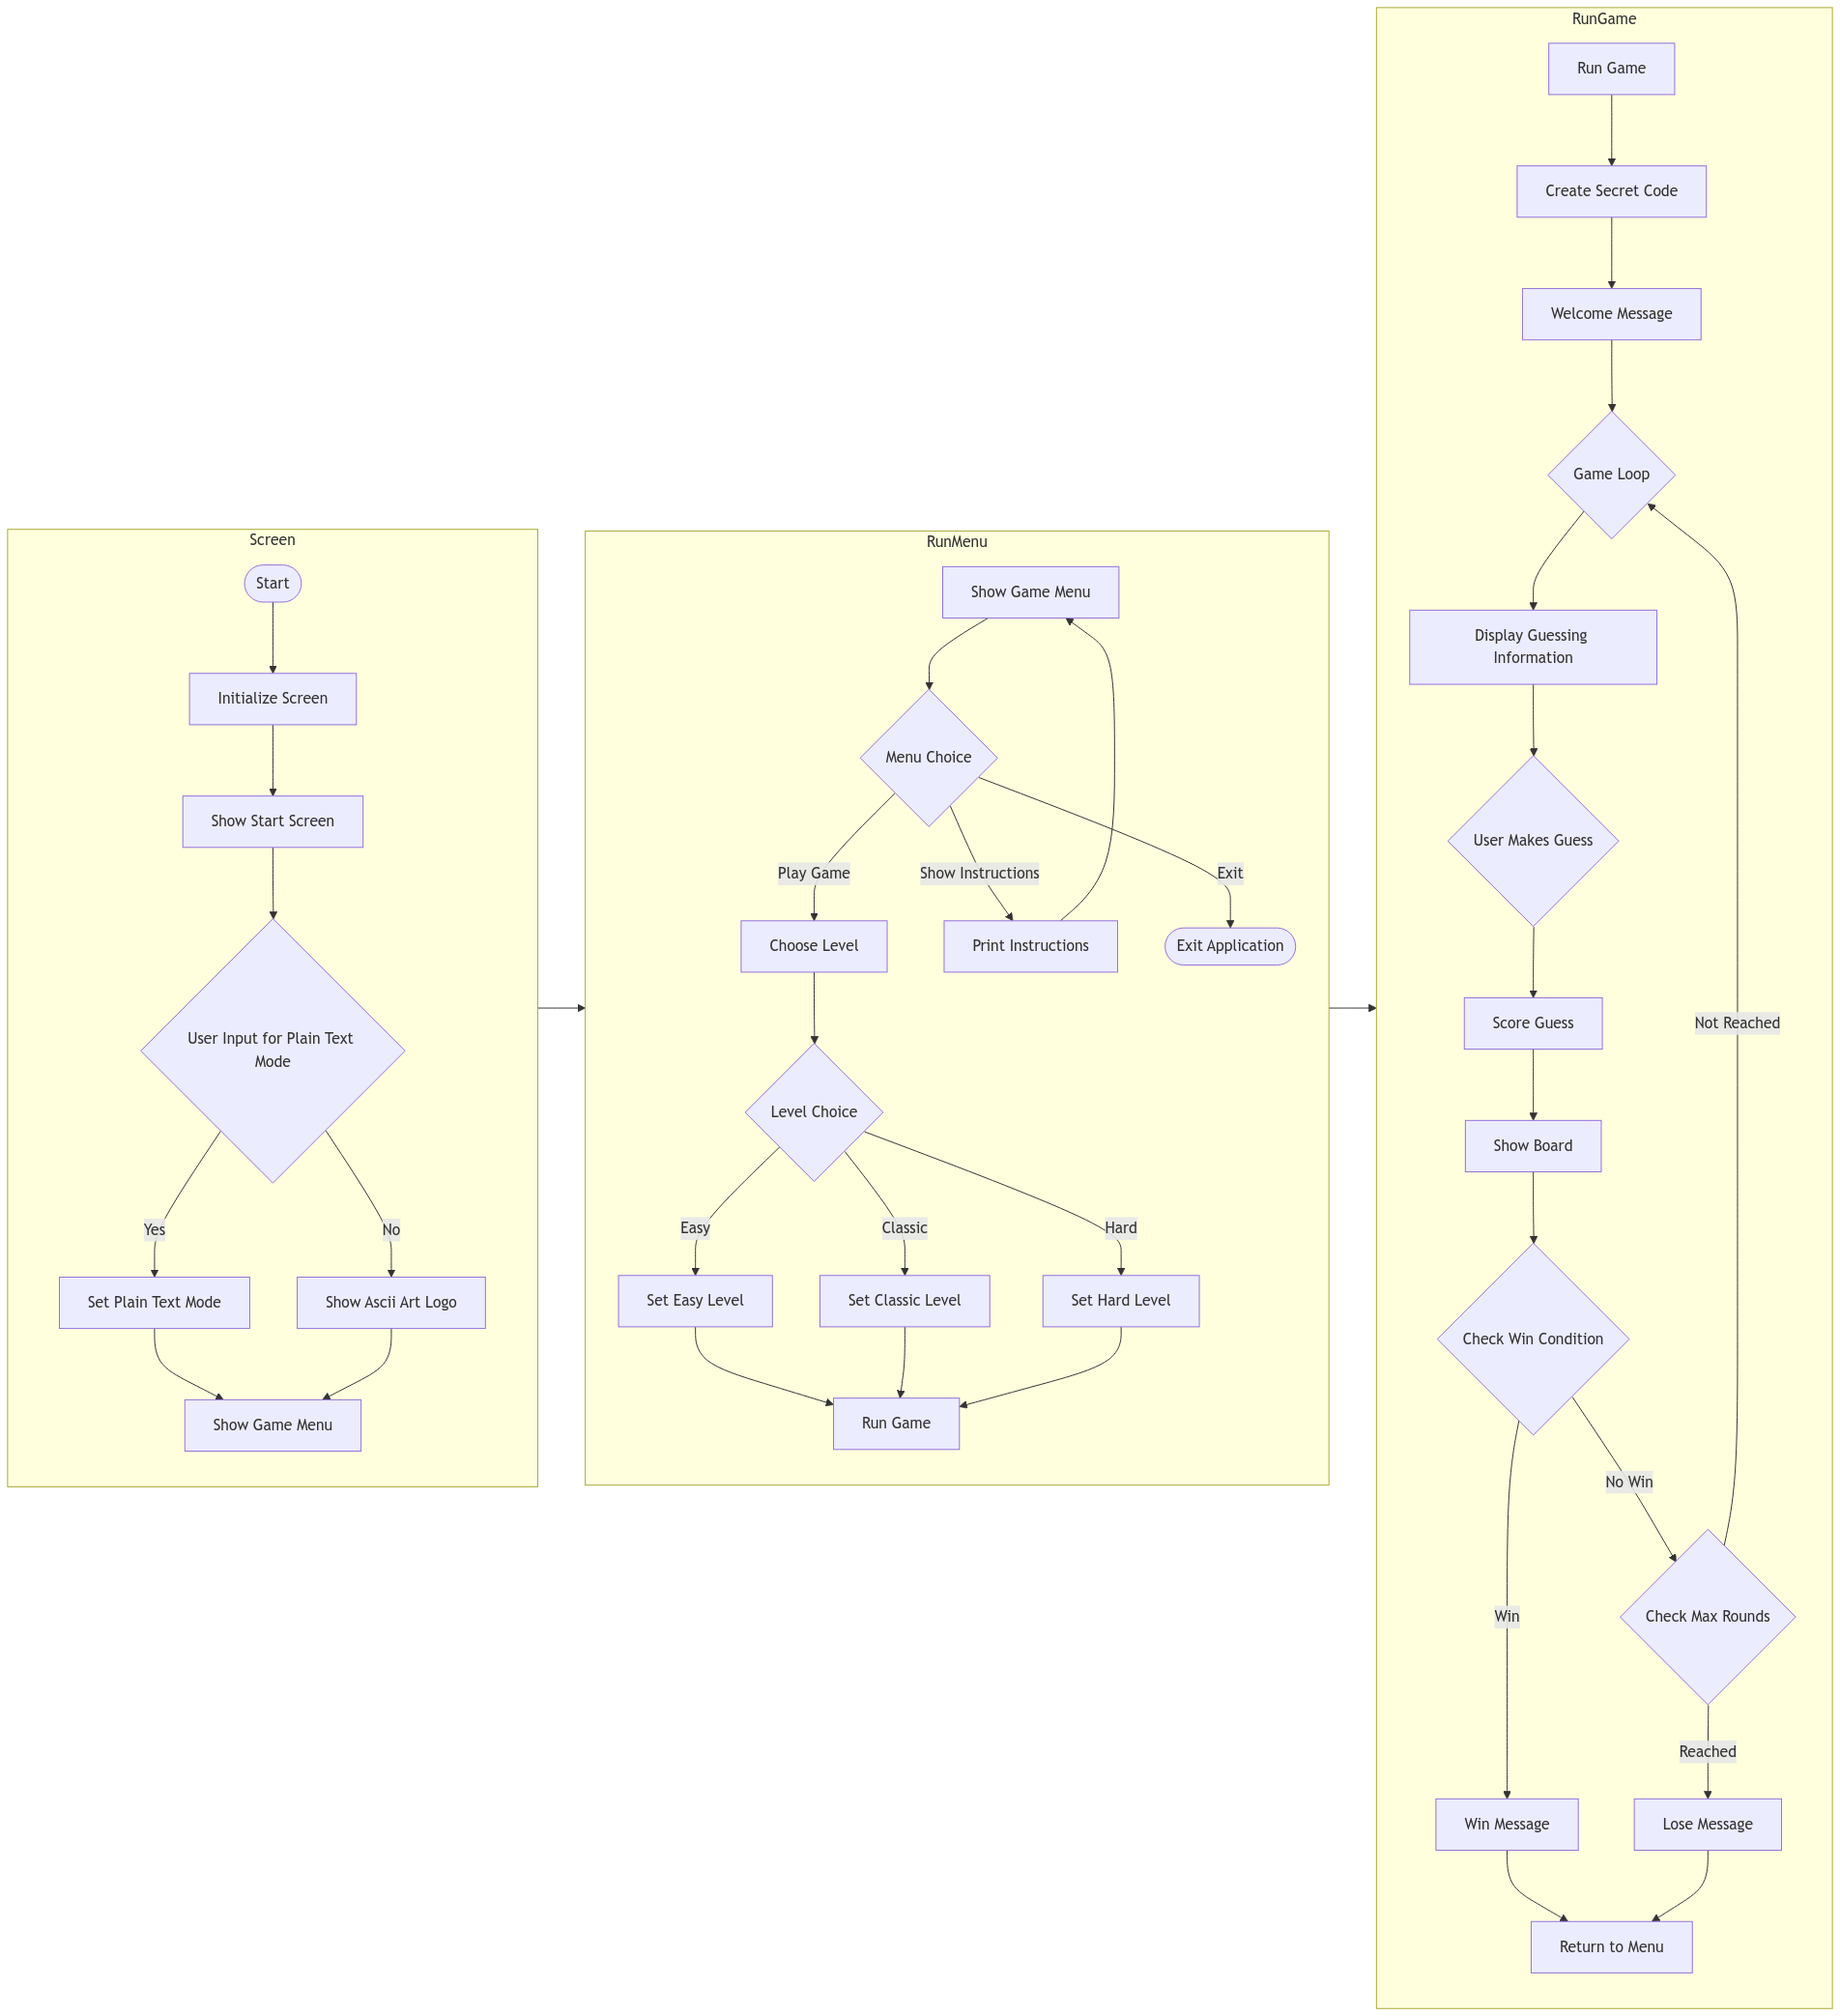 Screen
Start
Initialize Screen
Show Start Screen
User Input for Plain Text
Mode
Yes
No
Set Plain Text Mode
Show Ascii Art Logo
Show Game Menu
RunMenu
Show Game Menu
Menu Choice
Play Game
Show Instructions
Exit
Choose Level
Print Instructions
Exit Application
Level Choice
Easy
Classic
Hard
Set Easy Level
Set Classic Level
Set Hard Level
Run Game
RunGame
Run Game
Create Secret Code
Welcome Message
Game Loop
Display Guessing
Information
User Makes Guess
Score Guess
Not Reached
Show Board
Check Win Condition
No Win
Win
Check Max Rounds
Reached
Win Message
Lose Message
Return to Menu